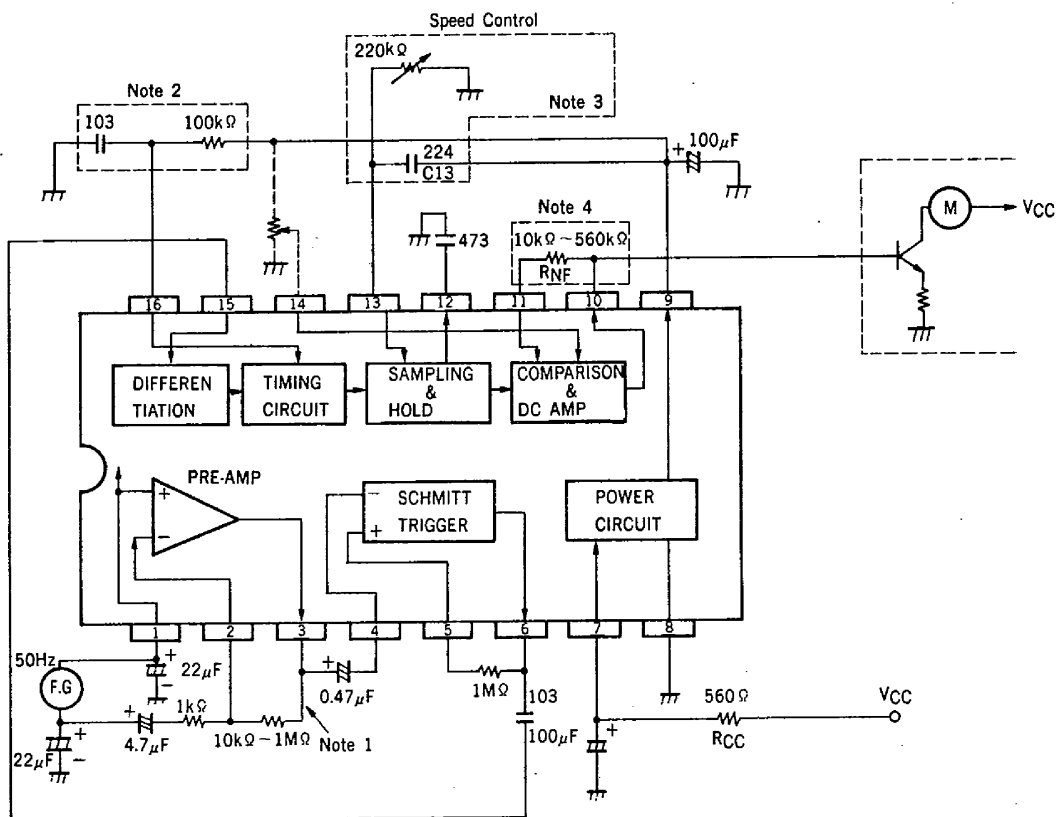 Speed Control
220kΩ
Note 2
Note 3
103
100kΩ
224
C13
+
100μF
M
VCC
Note 4
10kΩ~560kΩ
RNF
473
16
15
14
13
12
11
10
9
DIFFEREN
TIATION
TIMING
CIRCUIT
SAMPLING
&
HOLD
COMPARISON
&
DC AMP
PRE-AMP
+
−
−
+
SCHMITT
TRIGGER
POWER
CIRCUIT
1
2
3
4
5
6
7
8
50Hz
F.G
+
22μF
−
+
4.7μF
1kΩ
10kΩ−1MΩ
Note 1
+
0.47μF
1MΩ
103
100μF
+
560Ω
RCC
VCC
+
22μF
−